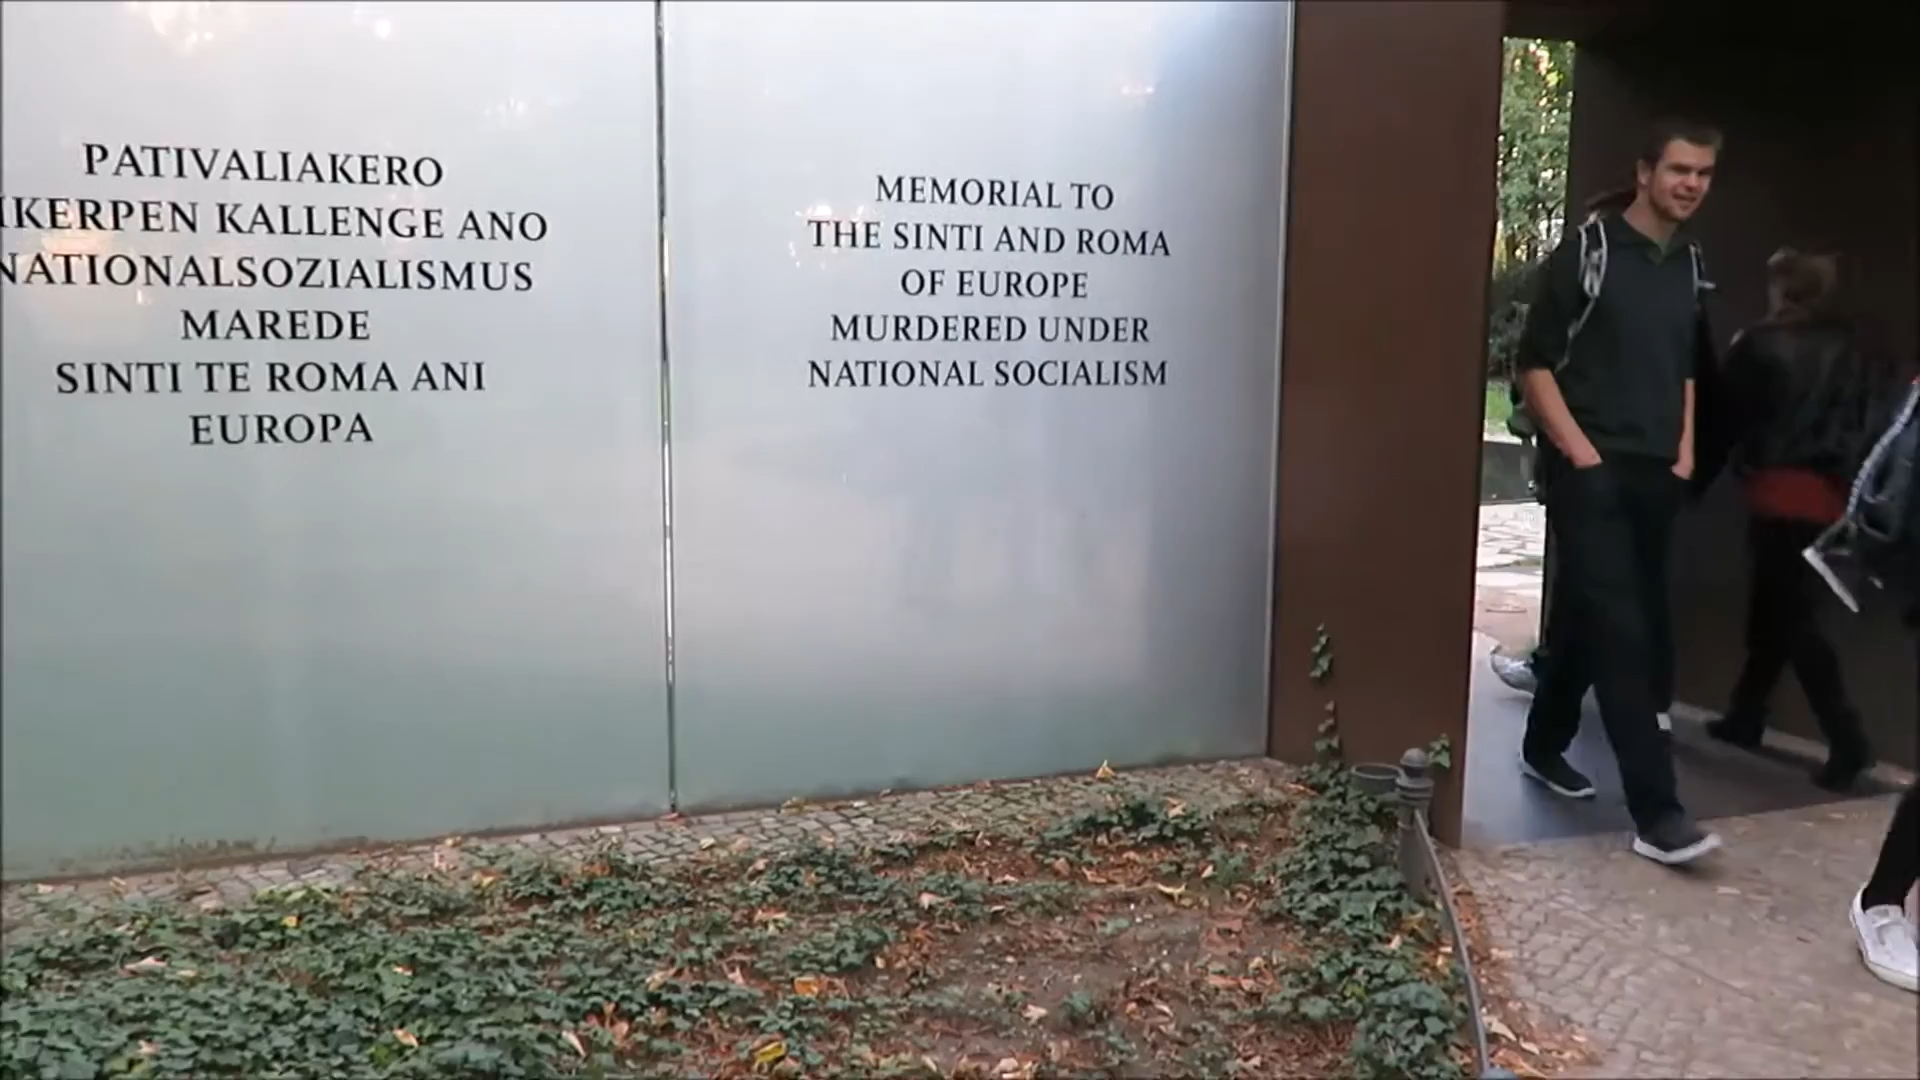 PATIVALIAKERO
KALLENGE ANO
NATIONALSOZIALISMUS
MAREDE
SINTI TE ROMA ANI
EUROPA
MEMORIAL TO
THE SINTI AND ROMA
OF EUROPE
MURDERED UNDER
NATIONAL SOCIALISM